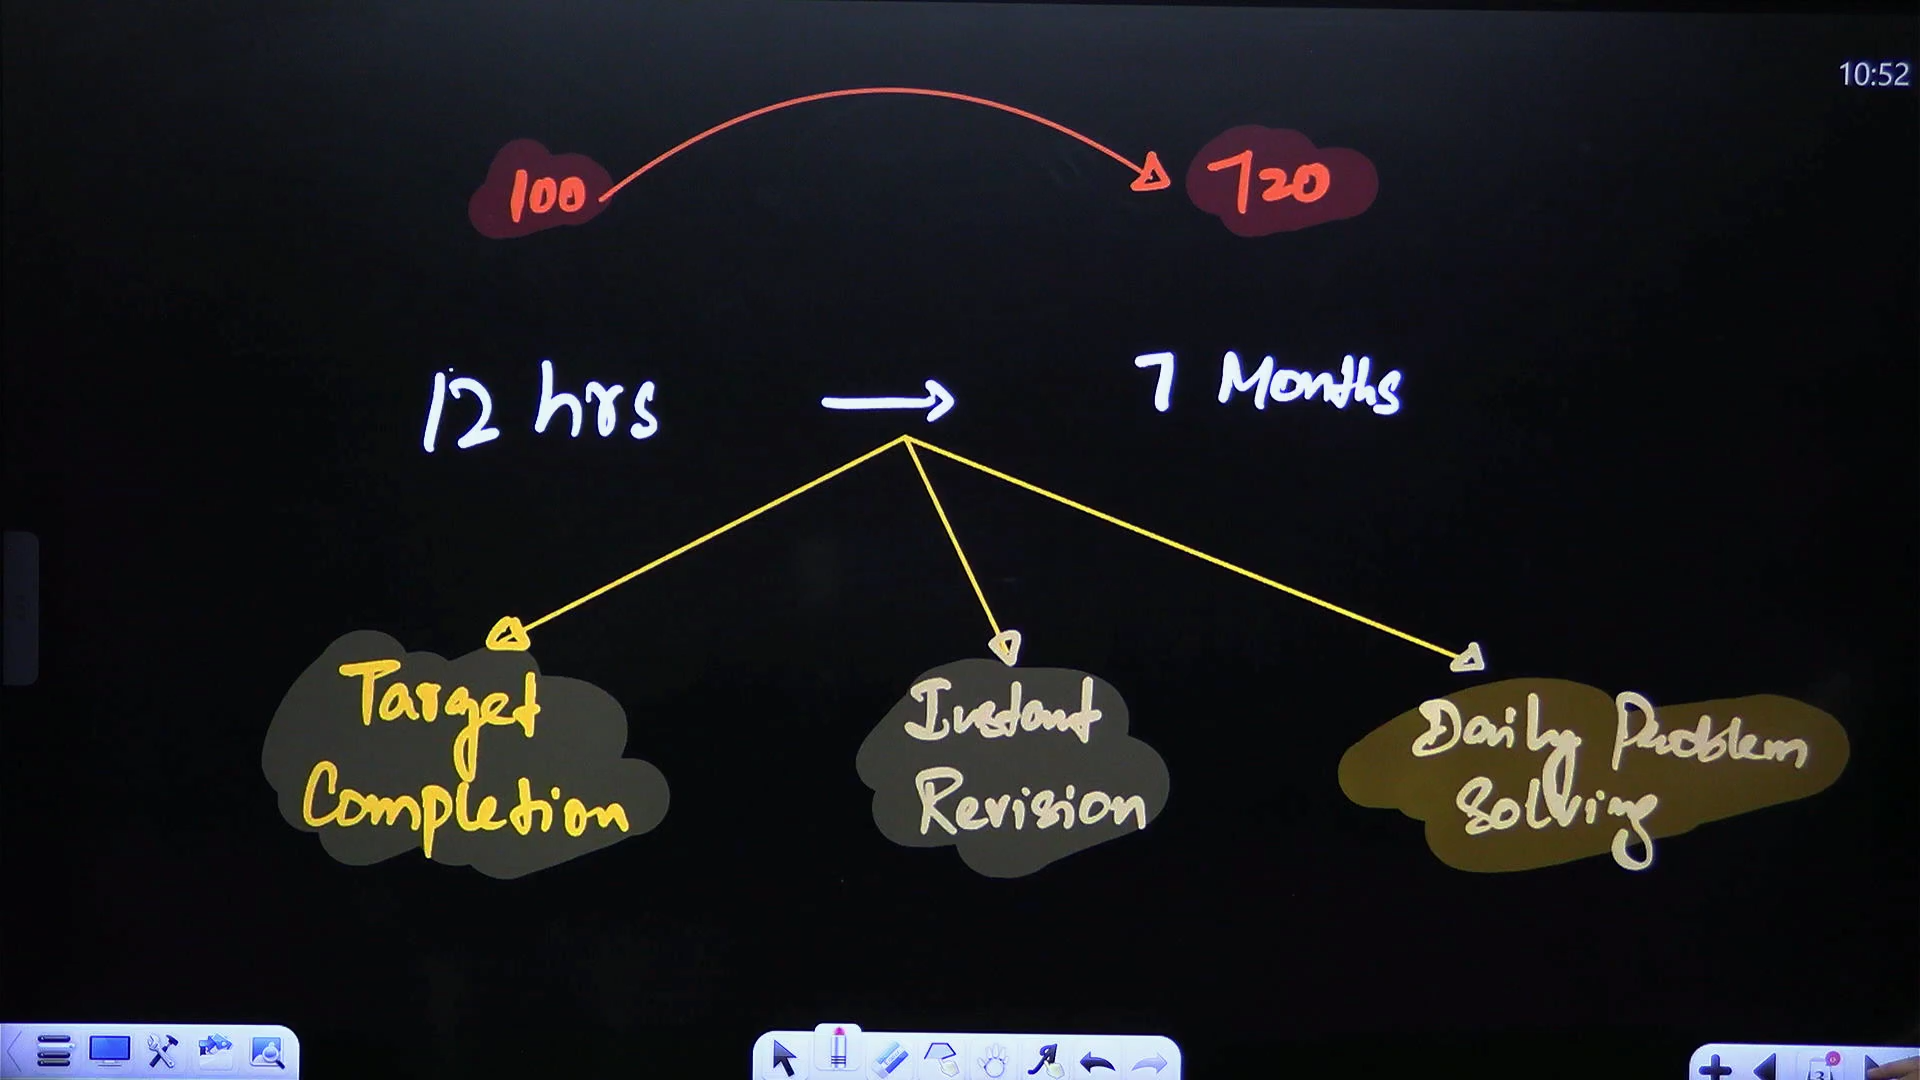 10:52
100
720
12 hrs
7 Months
Target
Completion
Instant
Revision
Daily Problem
Solving